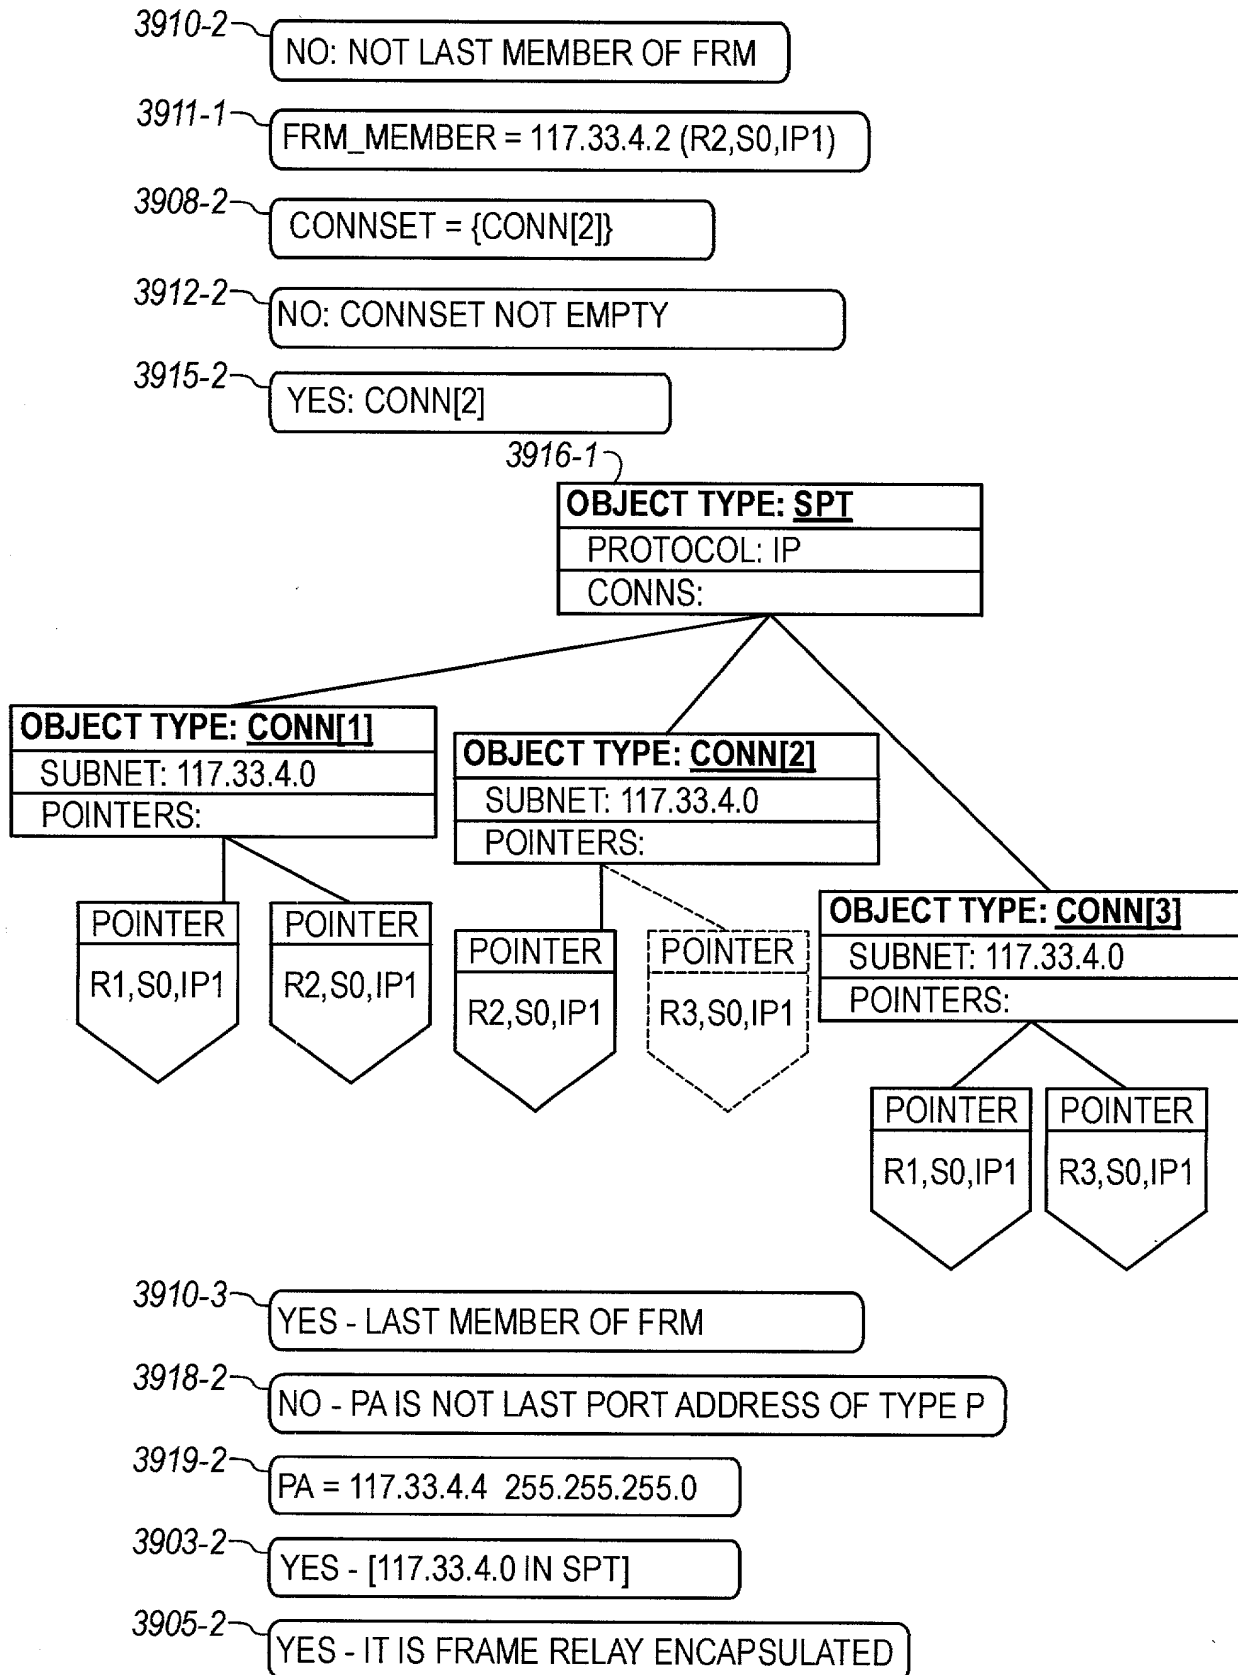 3910-2
NO: NOT LAST MEMBER OF FRM
3911-1
FRM_MEMBER = 117.33.4.2 (R2,S0,IP1)
3908-2
CONNSET = {CONN[2]}
3912-2
NO: CONNSET NOT EMPTY
3915-2
YES: CONN[2]
3916-1
OBJECT TYPE: SPT
PROTOCOL: IP
CONNS:
OBJECT TYPE: CONN[1]
SUBNET: 117.33.4.0
POINTERS:
POINTER
R1,S0,IP1
POINTER
R2,S0,IP1
OBJECT TYPE: CONN[2]
SUBNET: 117.33.4.0
POINTERS:
POINTER
R2,S0,IP1
POINTER
R3,S0,IP1
OBJECT TYPE: CONN[3]
SUBNET: 117.33.4.0
POINTERS:
POINTER
R1,S0,IP1
POINTER
R3,S0,IP1
3910-3
YES - LAST MEMBER OF FRM
3918-2
NO - PA IS NOT LAST PORT ADDRESS OF TYPE P
3919-2
PA = 117.33.4.4 255.255.255.0
3903-2
YES - [117.33.4.0 IN SPT]
3905-2
YES - IT IS FRAME RELAY ENCAPSULATED